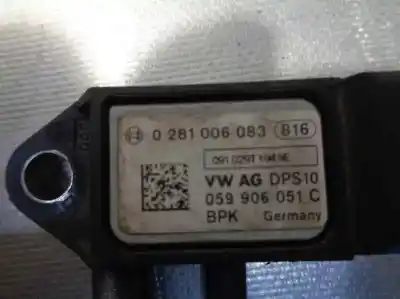 0 281 006 083 B16
VW AG DPS10
059 906 051 C
BPK Germany